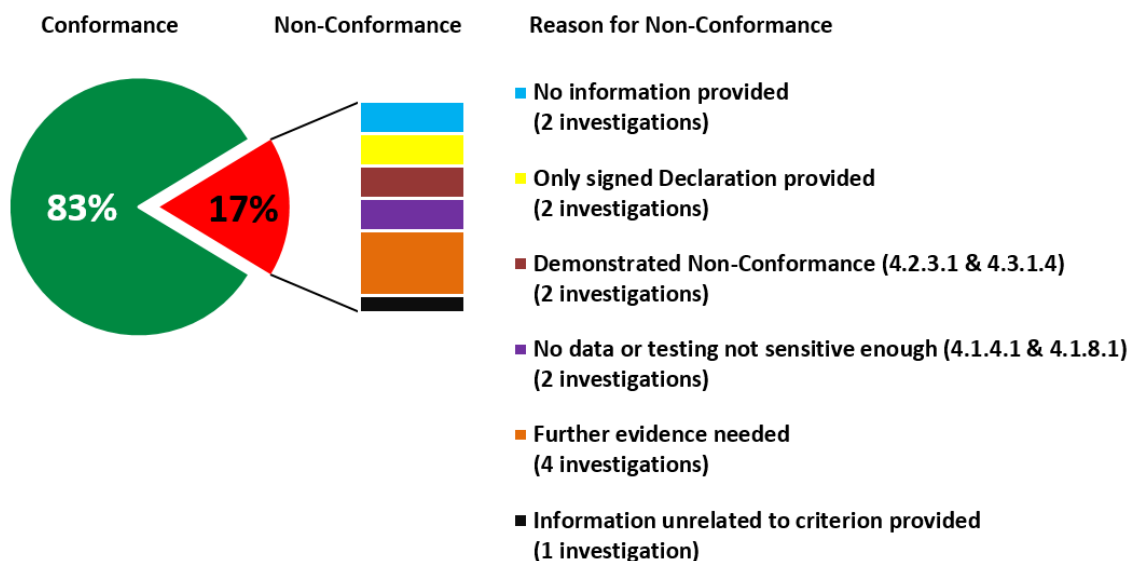 Conformance
Non-Conformance
Reason for Non-Conformance
83%
17%
No information provided
(2 investigations)
Only signed Declaration provided
(2 investigations)
Demonstrated Non-Conformance (4.2.3.1 & 4.3.1.4)
(2 investigations)
No data or testing not sensitive enough (4.1.4.1 & 4.1.8.1)
(2 investigations)
Further evidence needed
(4 investigations)
Information unrelated to criterion provided
(1 investigation)